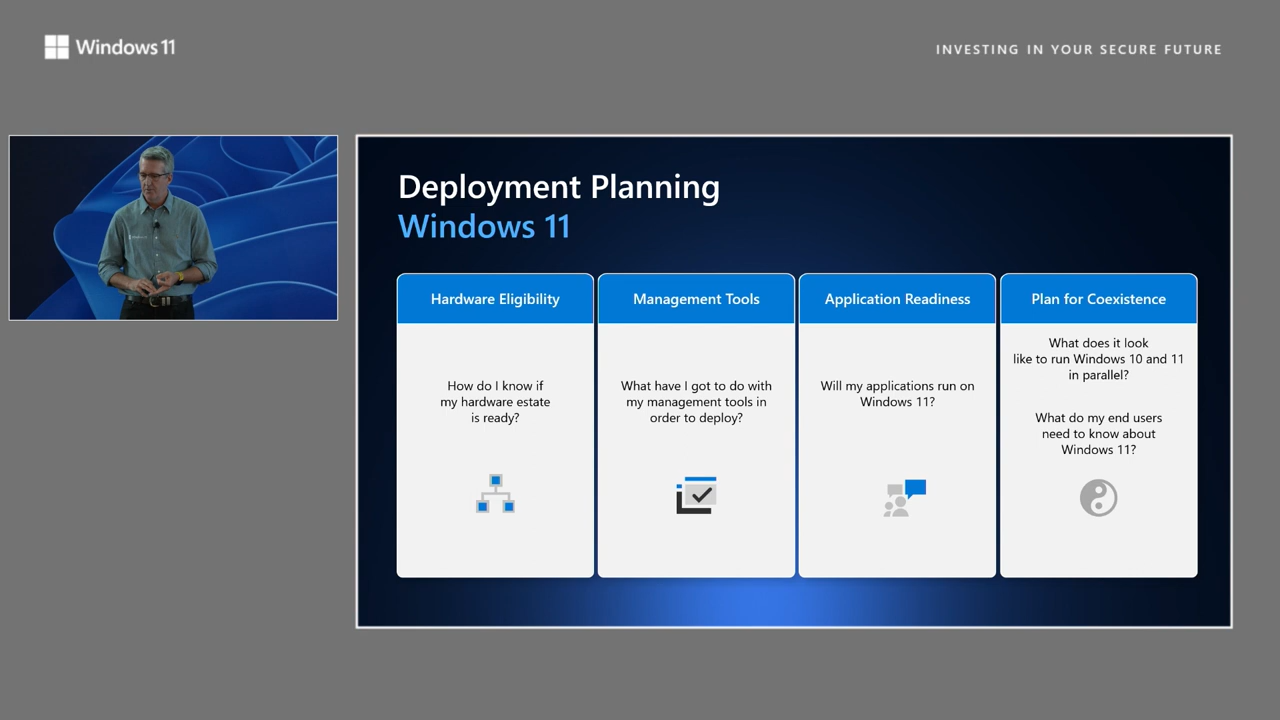 Windows 11
INVESTING IN YOUR SECURE FUTURE
Deployment Planning
Windows 11
Hardware Eligibility
How do I know if
my hardware estate
is ready?
Management Tools
What have I got to do with
my management tools in
order to deploy?
Application Readiness
Will my applications run on
Windows 11?
Plan for Coexistence
What does it look
like to run Windows 10 and 11
in parallel?
What do my end users
need to know about
Windows 11?